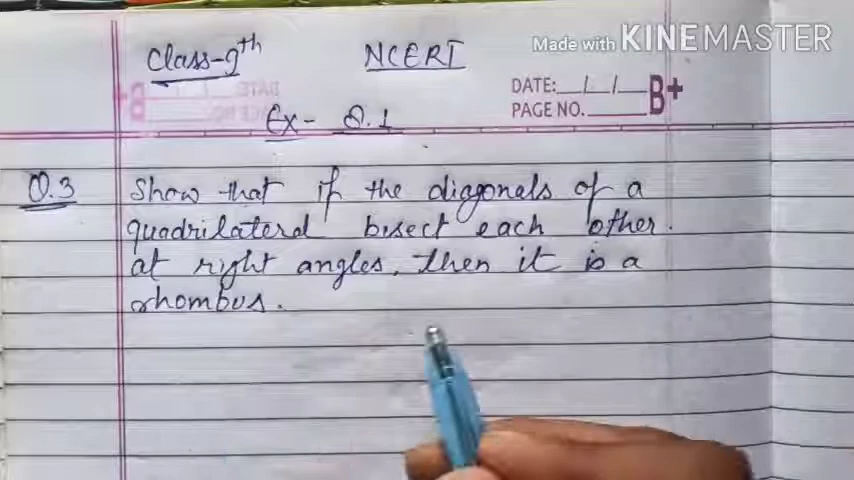 Made with KINEMASTER
Class-9th NCERT
DATE: / /
PAGE NO.
B+
Ex- 8.1
Q.3 Show that if the diagonals of a
quadrilateral bisect each other.
at right angles, then it is a
rhombus.